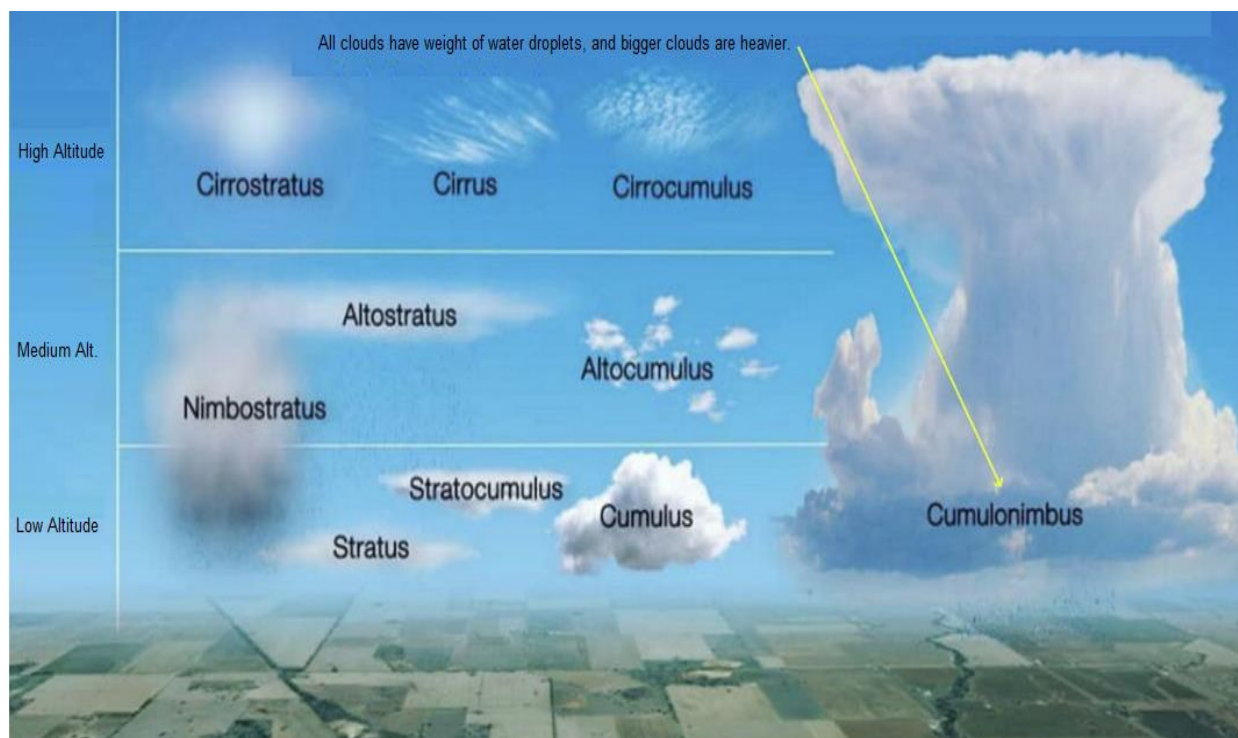 All clouds have weight of water droplets, and bigger clouds are heavier.
High Altitude
Cirrostratus
Cirrus
Cirrocumulus
Medium Alt.
Altostratus
Altocumulus
Nimbostratus
Low Altitude
Stratocumulus
Cumulus
Cumulonimbus
Stratus